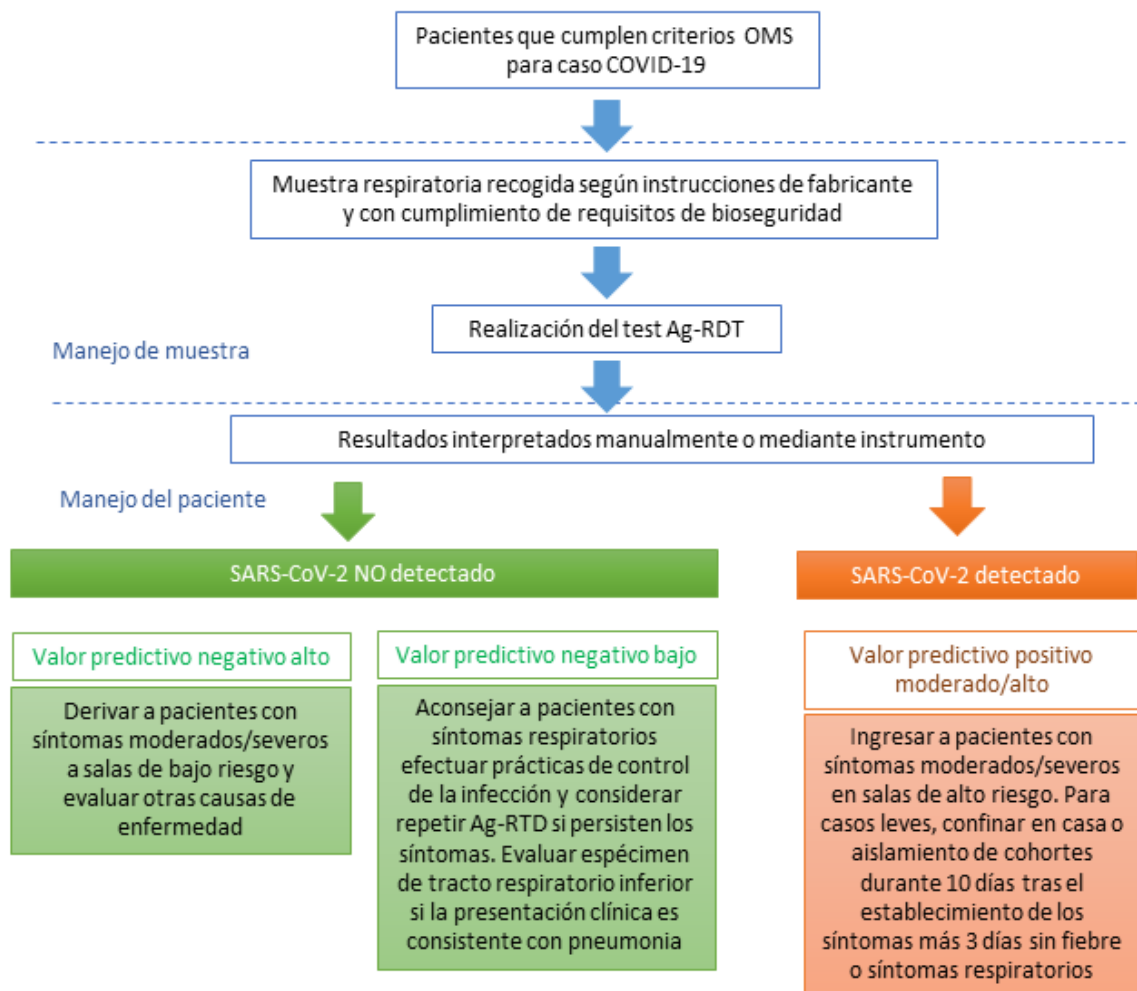 Pacientes que cumplen criterios OMS
para caso COVID-19
Muestra respiratoria recogida según instrucciones de fabricante
y con cumplimiento de requisitos de bioseguridad
Realización del test Ag-RDT
Manejo de muestra
Resultados interpretados manualmente o mediante instrumento
Manejo del paciente
SARS-CoV-2 NO detectado
SARS-CoV-2 detectado
Valor predictivo negativo alto
Derivar a pacientes con
síntomas moderados/severos
a salas de bajo riesgo y
evaluar otras causas de
enfermedad
Valor predictivo negativo bajo
Aconsejar a pacientes con
síntomas respiratorios
efectuar prácticas de control
de la infección y considerar
repetir Ag-RTD si persisten los
síntomas. Evaluar espécimen
de tracto respiratorio inferior
si la presentación clínica es
consistente con pneumonia
Valor predictivo positivo
moderado/alto
Ingresar a pacientes con
síntomas moderados/severos
en salas de alto riesgo. Para
casos leves, confinar en casa o
aislamiento de cohortes
durante 10 días tras el
establecimiento de los
síntomas más 3 días sin fiebre
o síntomas respiratorios